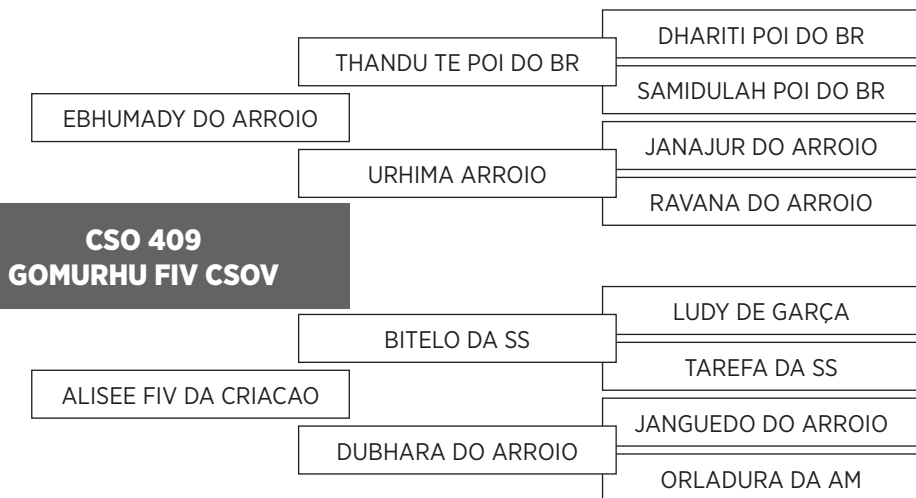 DHARITI POI DO BR
THANDU TE POI DO BR
SAMIDULAH POI DO BR
EBHUMADY DO ARROIO
JANAJUR DO ARROIO
URHIMA ARROIO
RAVANA DO ARROIO
CSO 409
GOMURHU FIV CSOV
LUDY DE GARÇA
BITELO DA SS
TAREFA DA SS
ALISEE FIV DA CRIACAO
JANGUEDO DO ARROIO
DUBHARA DO ARROIO
ORLADURA DA AM